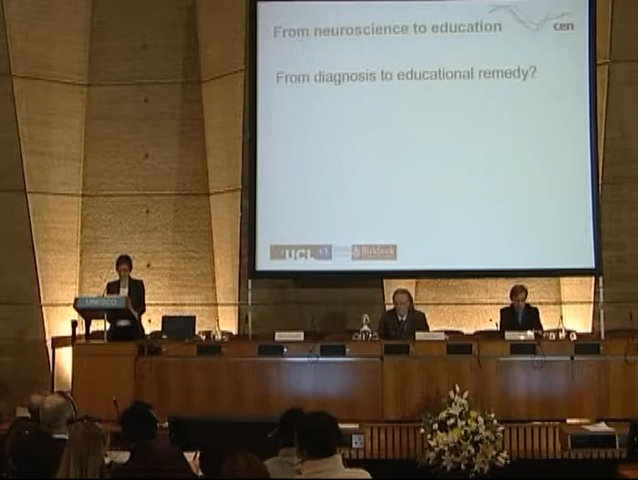 From neuroscience to education
cen
From diagnosis to educational remedy?
UCL
Birkbeck
UNESCO